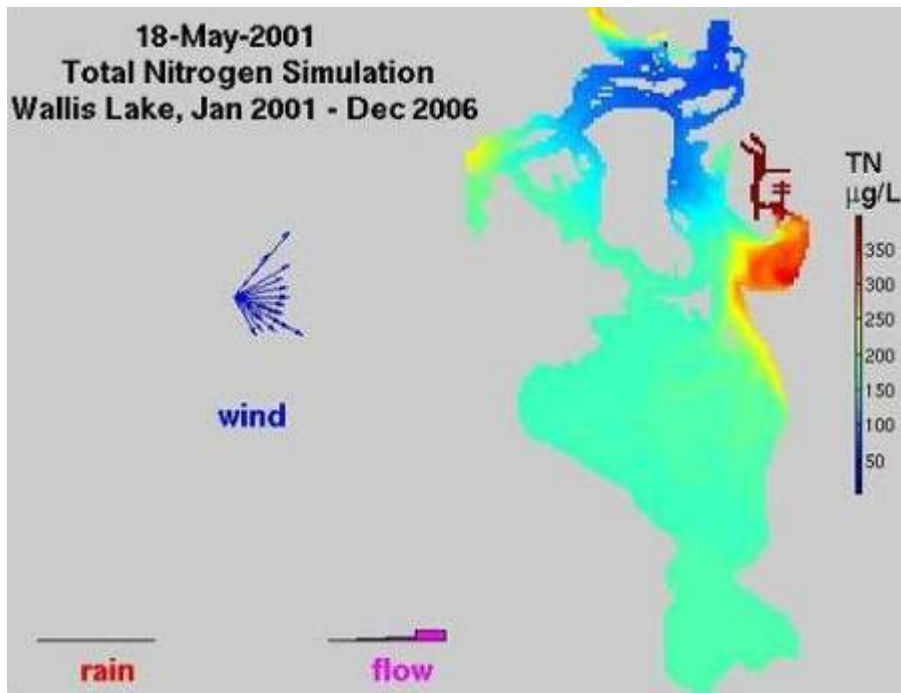 18-May-2001
Total Nitrogen Simulation
Wallis Lake, Jan 2001 - Dec 2006
TN
µg/L
350
300
250
200
150
100
50
wind
rain
flow